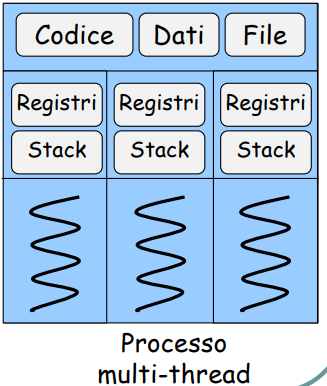 Codice Dati File
Registri Registri Registri
Stack Stack Stack
Processo
multi-thread